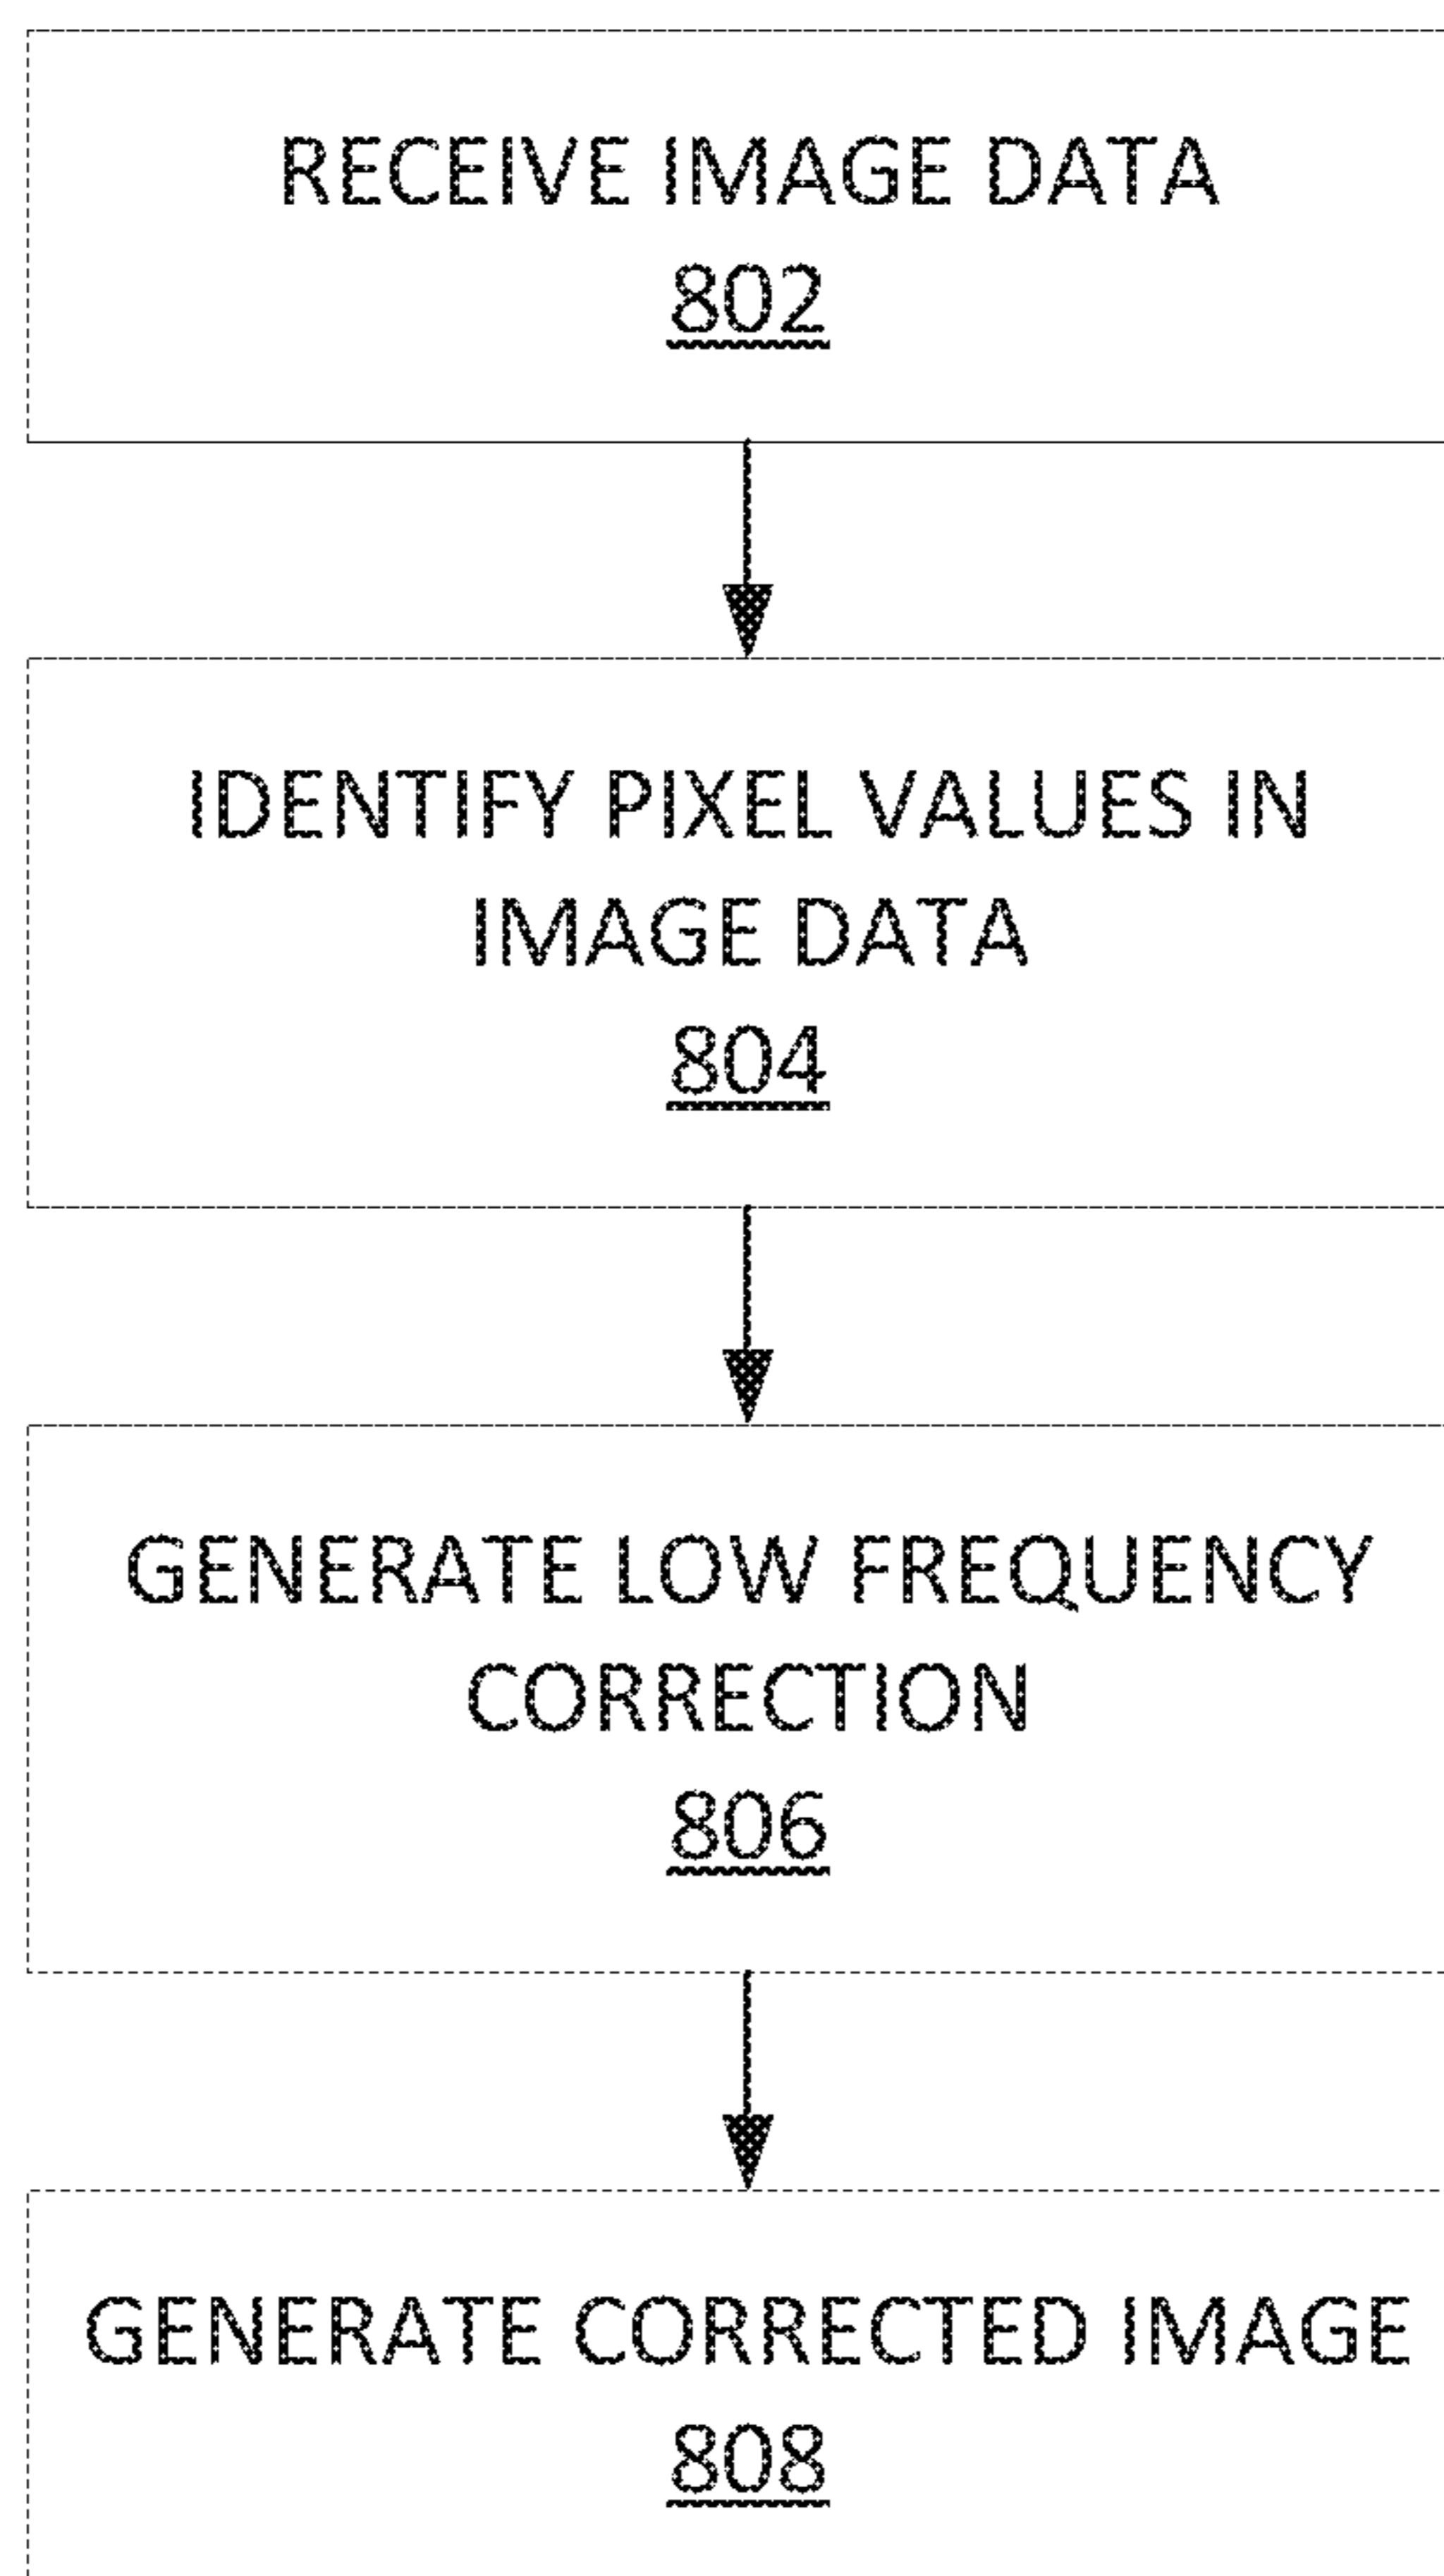 RECEIVE IMAGE DATA
802
IDENTIFY PIXEL VALUES IN
IMAGE DATA
804
GENERATE LOW FREQUENCY
CORRECTION
806
GENERATE CORRECTED IMAGE
808